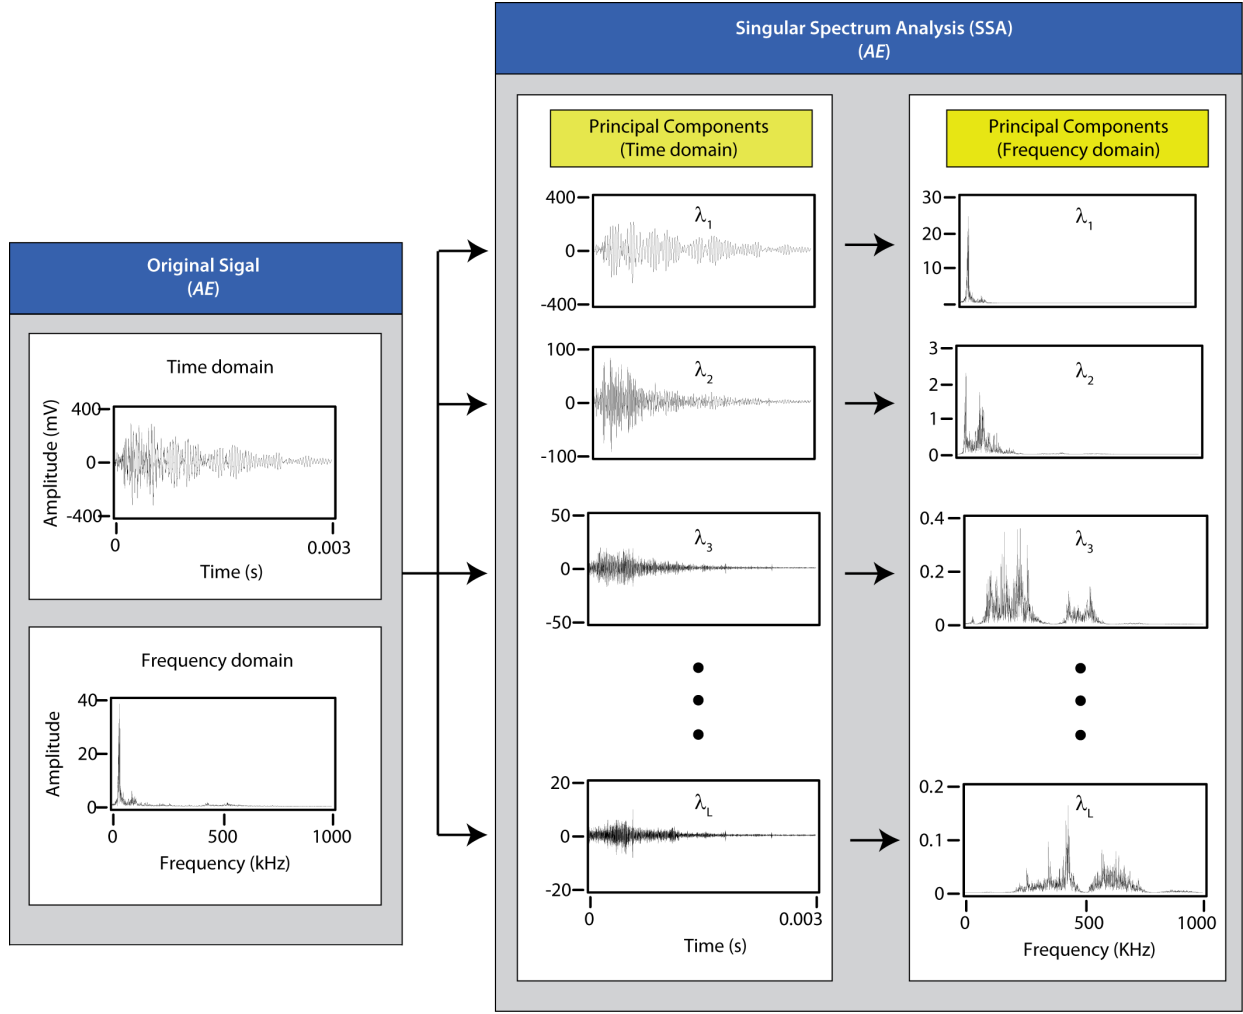 Singular Spectrum Analysis (SSA)
(AE)
Original Sigal
(AE)
Time domain
Amplitude (mV)
400
0
-400
0
0.003
Time (s)
Frequency domain
Amplitude
40
20
0
0
500
1000
Frequency (kHz)
Principal Components
(Time domain)
400
0
-400
λ1
100
0
-100
λ2
50
0
-50
λ3
20
0
-20
λL
0
0.003
Time (s)
Principal Components
(Frequency domain)
30
20
10
λ1
3
2
1
0
λ2
0.4
0.2
0
λ3
0.2
0.1
0
λL
0
500
1000
Frequency (KHz)